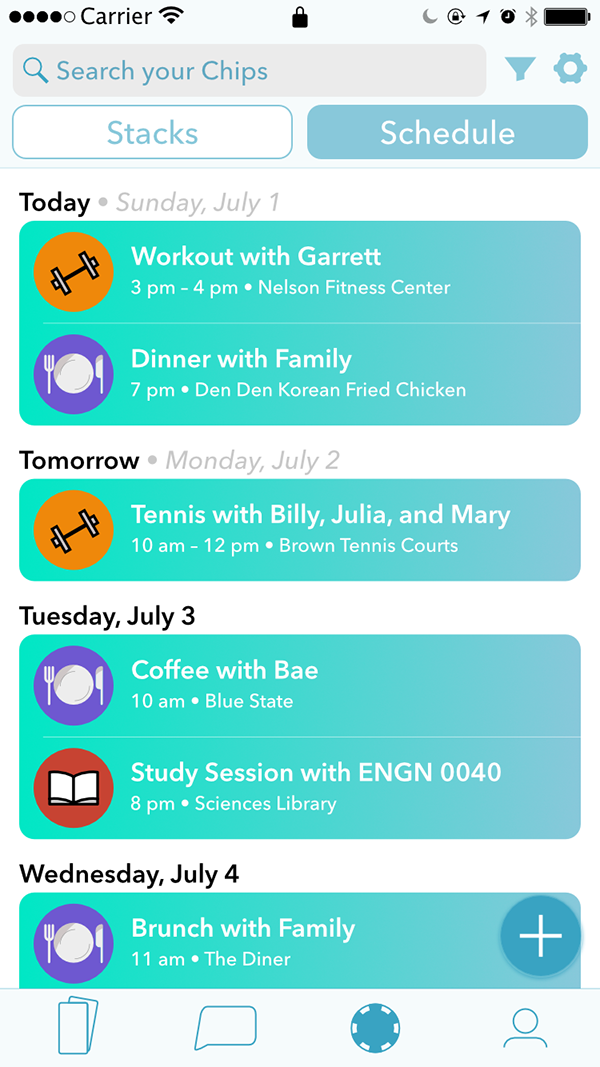 Carrier
Search your Chips
Stacks
Schedule
Today • Sunday, July 1
Workout with Garrett
3 pm – 4 pm • Nelson Fitness Center
Dinner with Family
7 pm • Den Den Korean Fried Chicken
Tomorrow • Monday, July 2
Tennis with Billy, Julia, and Mary
10 am – 12 pm • Brown Tennis Courts
Tuesday, July 3
Coffee with Bae
10 am • Blue State
Study Session with ENGN 0040
8 pm • Sciences Library
Wednesday, July 4
Brunch with Family
11 am • The Diner